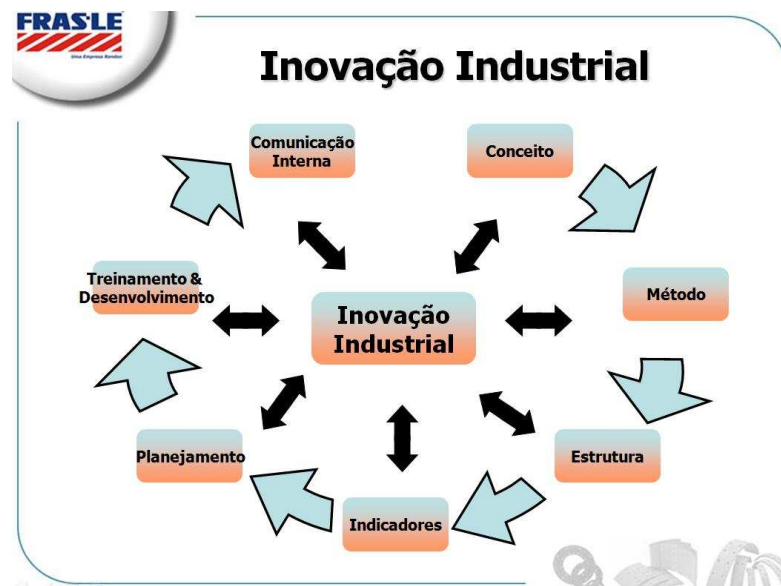 FRAS-LE
Uma Empresa Randon
Inovação Industrial
Comunicação
Interna
Conceito
Treinamento &
Desenvolvimento
Inovação
Industrial
Método
Planejamento
Estrutura
Indicadores